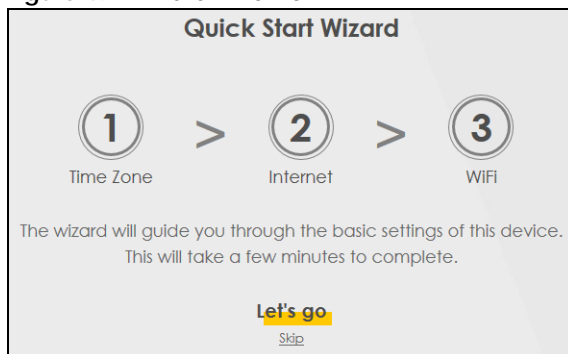 Quick Start Wizard
1 > 2 > 3
Time Zone Internet WiFi
The wizard will guide you through the basic settings of this device.
This will take a few minutes to complete.
Let's go
Skip